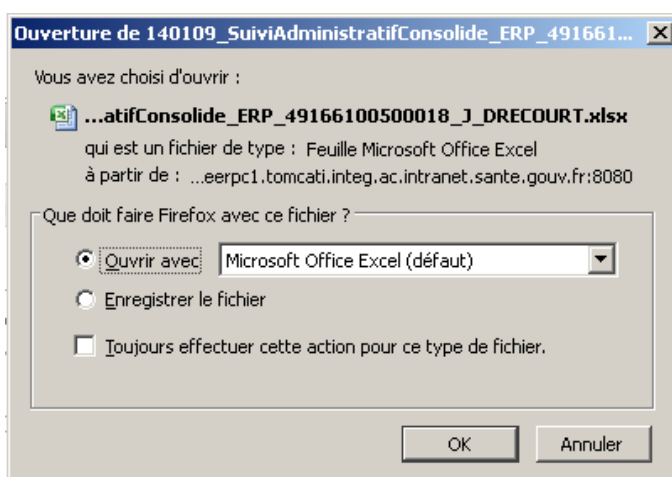 Ouverture de 140109_SuiviAdministratifConsolide_ERP_491661...
Vous avez choisi d'ouvrir :
...atifConsolide_ERP_49166100500018_J_DRECOURT.xlsx
qui est un fichier de type : Feuille Microsoft Office Excel
à partir de : ...eerpc1.tomcati.integ.ac.intranet.sante.gouv.fr:8080
Que doit faire Firefox avec ce fichier ?
Ouvrir avec Microsoft Office Excel (défaut)
Enregistrer le fichier
Toujours effectuer cette action pour ce type de fichier.
OK Annuler